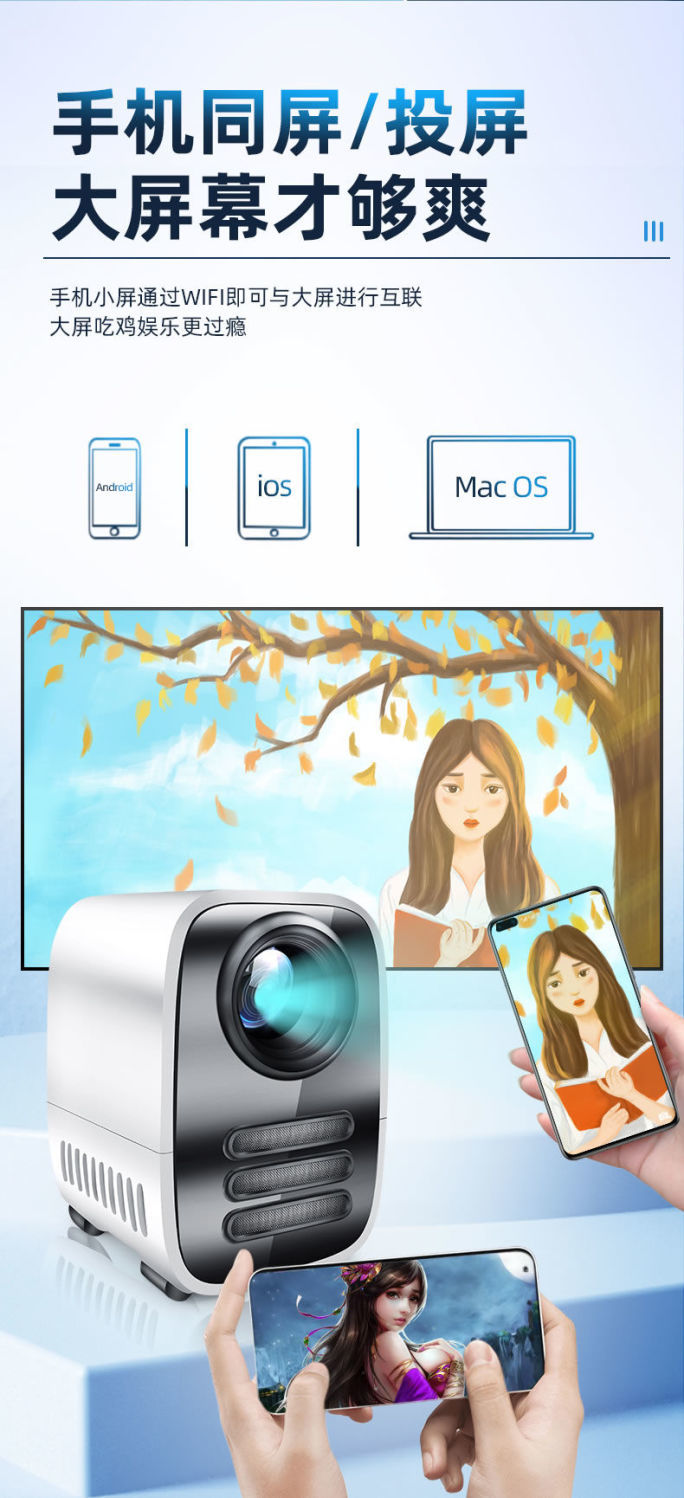 手机同屏/投屏
大屏幕才够爽
手机小屏通过WIFI即可与大屏进行互联
大屏吃鸡娱乐更过瘾
Android
ios
Mac OS